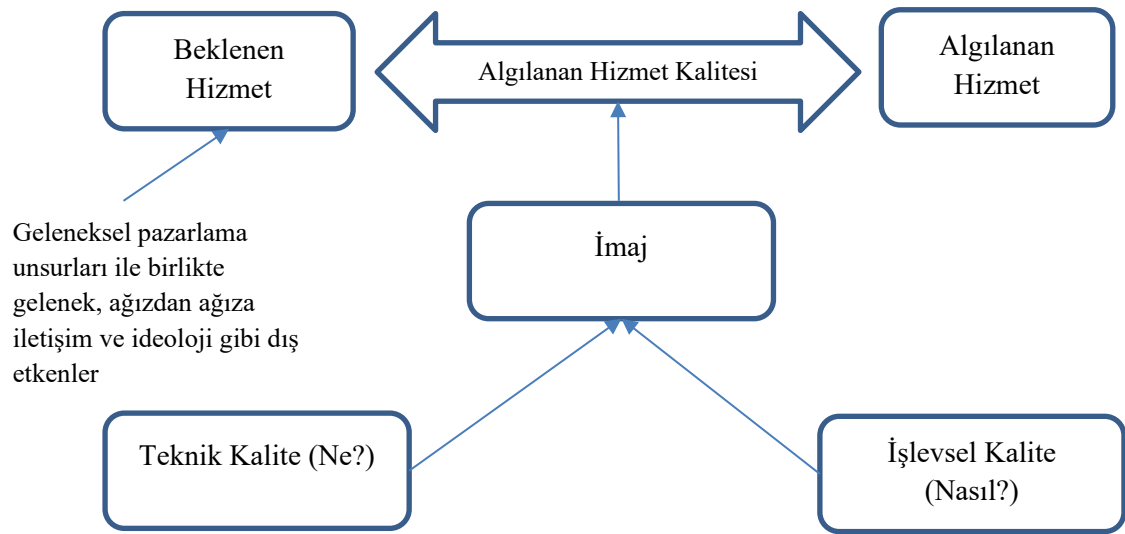 Beklenen
Hizmet
Algılanan Hizmet Kalitesi
Algılanan
Hizmet
Geleneksel pazarlama
unsurları ile birlikte
gelenek, ağızdan ağıza
iletişim ve ideoloji gibi dış
etkenler
İmaj
Teknik Kalite (Ne?)
İşlevsel Kalite
(Nasıl?)